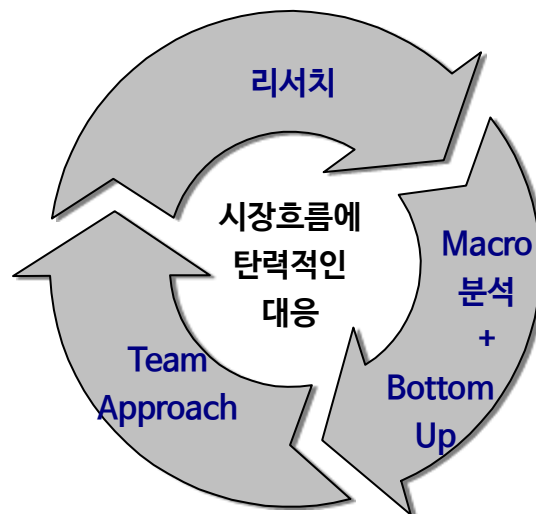 리서치
시장흐름에
탄력적인
대응
Macro
분석
+
Bottom
Up
Team
Approach